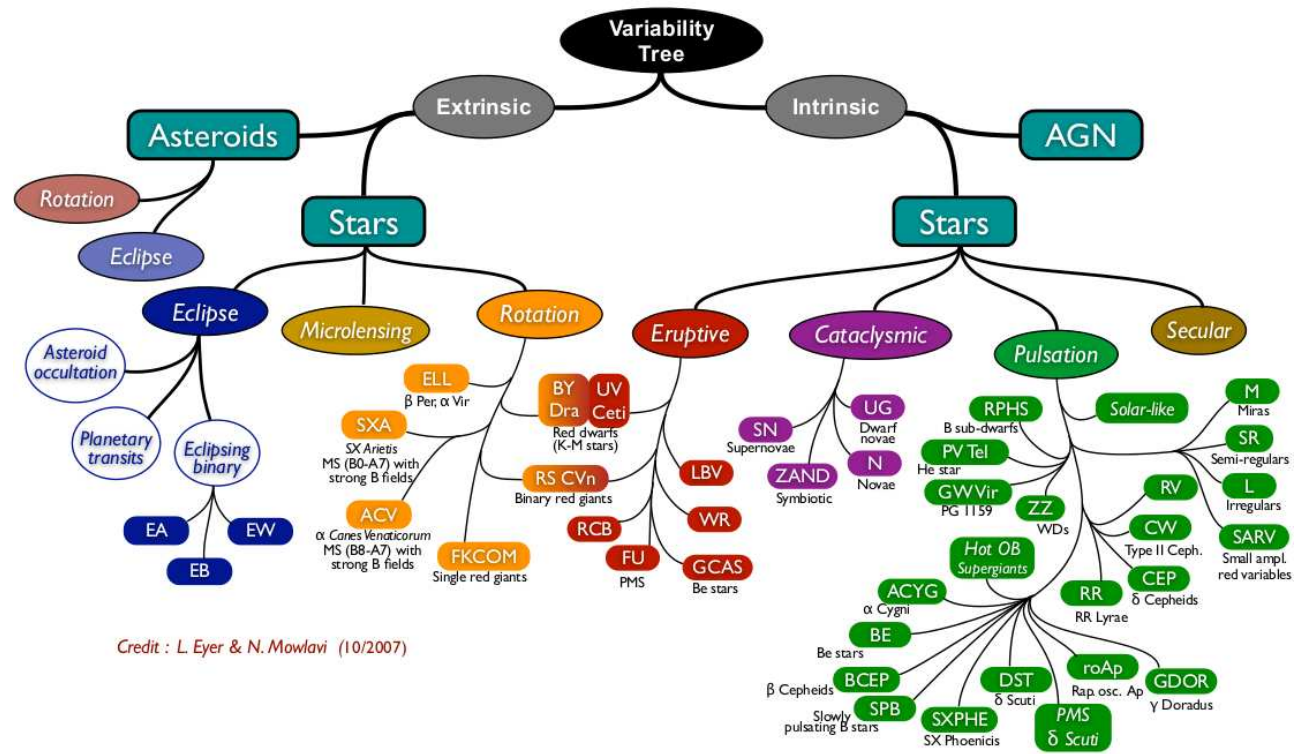 Variability
Tree
Extrinsic
Intrinsic
Asteroids
AGN
Rotation
Eclipse
Stars
Stars
Eclipse
Microlensing
Rotation
Eruptive
Cataclysmic
Pulsation
Secular
Asteroid
occultation
Planetary
transits
Eclipsing
binary
EA
EB
EW
ELL
β Per, α Vir
SXA
SX Arietis
MS (B0-A7) with
strong B fields
ACV
α Canes Venaticorum
MS (B8-A7) with
strong B fields
BY
Dra
UV
Ceti
Red dwarfs
(K-M stars)
RS CVn
Binary red giants
FKCOM
Single red giants
LBV
WR
RCB
FU
PMS
GCAS
Be stars
SN
Supernovae
UG
Dwarf
novae
ZAND
Symbiotic
N
Novae
RPHS
B sub-dwarfs
Solar-like
PV Tel
He star
GW Vir
PG 1159
ZZ
WDs
M
Miras
SR
Semi-regulars
L
Irregulars
SARV
Small ampl.
red variables
RV
CW
Type II Ceph.
CEP
δ Cepheids
RR
RR Lyrae
Hot OB
Supergiants
ACYG
α Cygni
BE
Be stars
BCEP
β Cepheids
SPB
Slowly
pulsating B stars
SXPHE
SX Phoenicis
DST
δ Scuti
PMS
δ Scuti
roAp
Rap. osc. Ap
GDOR
γ Doradus
Credit : L. Eyer & N. Mowlavi (10/2007)